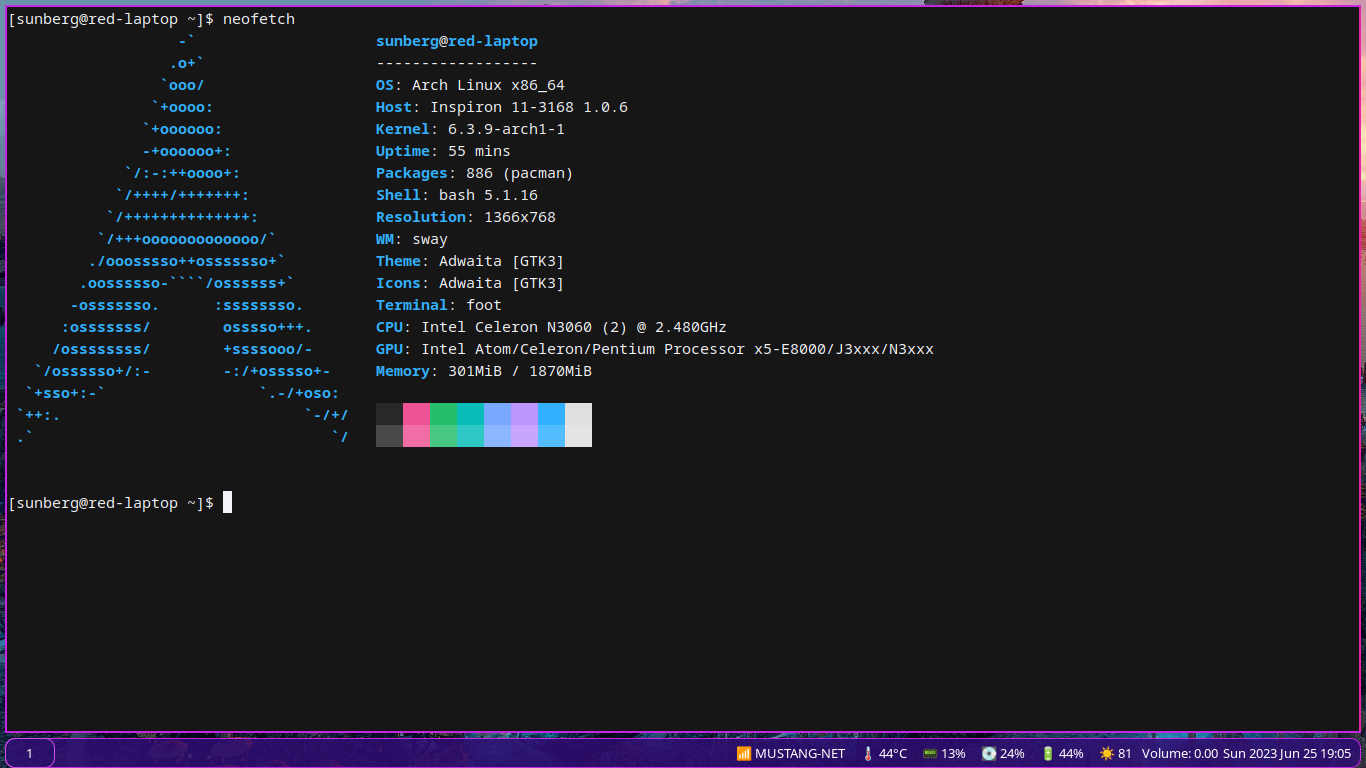 [sunberg@red-laptop ~]$ neofetch
                   -`                    sunberg@red-laptop
                  .o+`                   ------------------
                 `ooo/                   OS: Arch Linux x86_64
                `+oooo:                  Host: Inspiron 11-3168 1.0.6
               `+oooooo:                 Kernel: 6.3.9-arch1-1
               -+oooooo+:                Uptime: 55 mins
             `/:-:++oooo+:               Packages: 886 (pacman)
            `/++++/+++++++:              Shell: bash 5.1.16
           `/++++++++++++++:             Resolution: 1366x768
          `/+++ooooooooooooo/`           WM: sway
         ./ooosssso++osssssso+`          Theme: Adwaita [GTK3]
        .oossssso-````/ossssss+`         Icons: Adwaita [GTK3]
       -osssssso.      :ssssssso.        Terminal: foot
      :osssssss/        osssso+++.       CPU: Intel Celeron N3060 (2) @ 2.480GHz
     /ossssssss/        +ssssooo/-       GPU: Intel Atom/Celeron/Pentium Processor x5-E8000/J3xxx/N3xxx
   `/ossssso+/:-        -:/+osssso+-     Memory: 301MiB / 1870MiB
  `+sso+:-`                 `.-/+oso:
 `++:.                           `-/+/
 .`                                 `/
[sunberg@red-laptop ~]$
1 📶 MUSTANG-NET 🌡️ 44°C 📟 13% 💽 24% 🔋 44% ☀️ 81 Volume: 0.00 Sun 2023 Jun 25 19:05